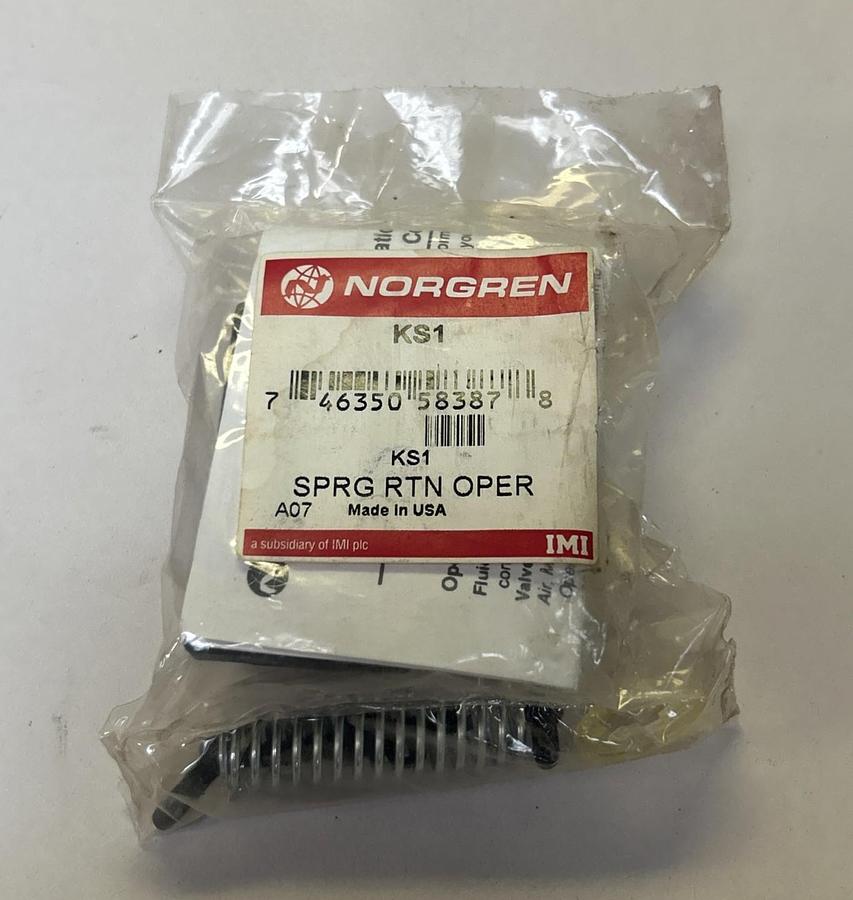 NORGREN
KS1
7 46350 58387 8
KS1
SPRG RTN OPER
A07 Made in USA
a subsidiary of IMI plc IMI